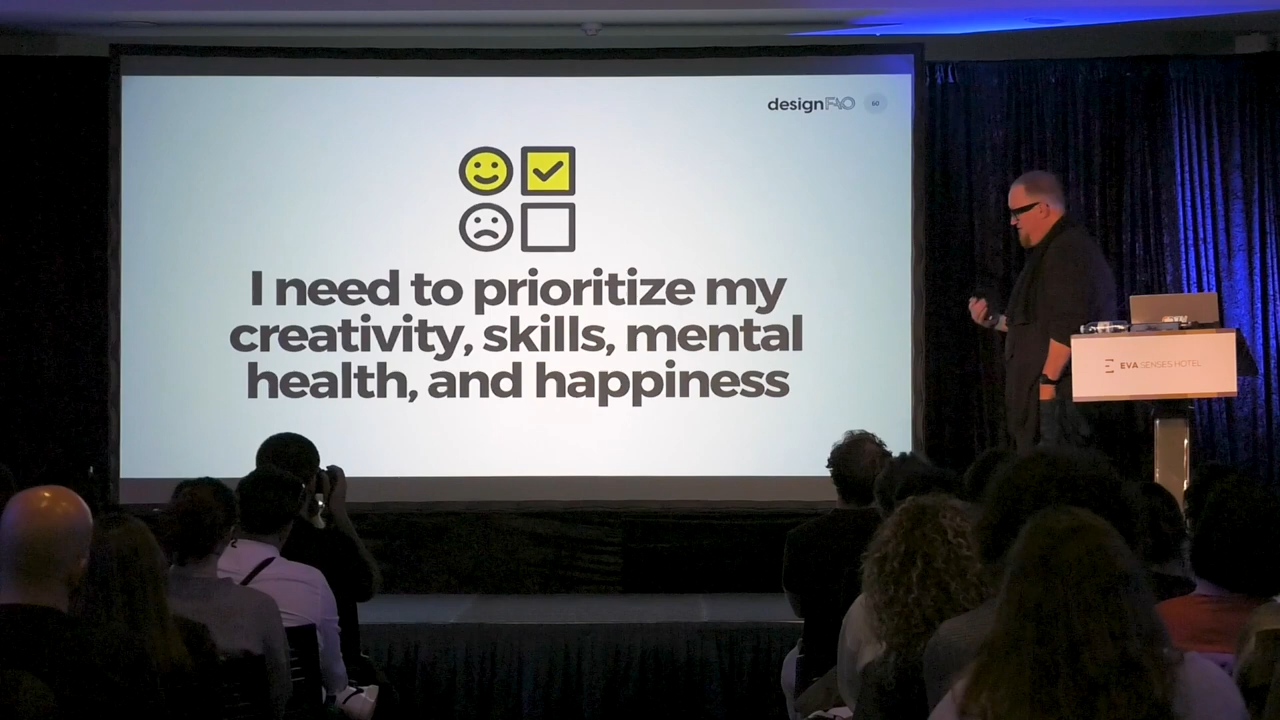 designFAO 60
I need to prioritize my
creativity, skills, mental
health, and happiness
EVA SENSES HOTEL